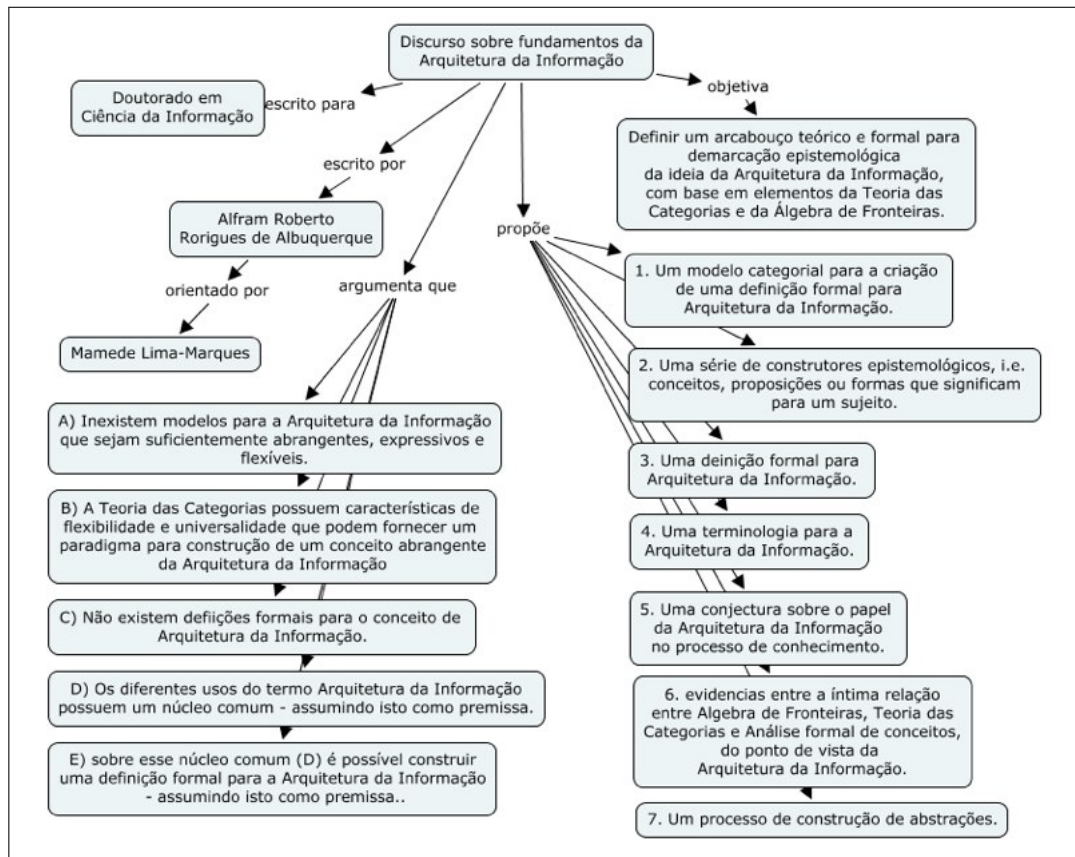 Discurso sobre fundamentos da
Arquitetura da Informação
Doutorado em
Ciência da Informação
escrito para
objetiva
Definir um arcabouço teórico e formal para
demarcação epistemológica
da ideia da Arquitetura da Informação,
com base em elementos da Teoria das
Categorias e da Álgebra de Fronteiras.
escrito por
Alfram Roberto
Rorigues de Albuquerque
orientado por
Mamede Lima-Marques
argumenta que
A) Inexistem modelos para a Arquitetura da Informação
que sejam suficientemente abrangentes, expressivos e
flexíveis.
B) A Teoria das Categorias possuem características de
flexibilidade e universalidade que podem fornecer um
paradigma para construção de um conceito abrangente
da Arquitetura da Informação
C) Não existem defiições formais para o conceito de
Arquitetura da Informação.
D) Os diferentes usos do termo Arquitetura da Informação
possuem um núcleo comum - assumindo isto como premissa.
E) sobre esse núcleo comum (D) é possível construir
uma definição formal para a Arquitetura da Informação
- assumindo isto como premissa..
propõe
1. Um modelo categorial para a criação
de uma definição formal para
Arquitetura da Informação.
2. Uma série de construtores epistemológicos, i.e.
conceitos, proposições ou formas que significam
para um sujeito.
3. Uma deinição formal para
Arquitetura da Informação.
4. Uma terminologia para a
Arquitetura da Informação.
5. Uma conjectura sobre o papel
da Arquitetura da Informação
no processo de conhecimento.
6. evidencias entre a íntima relação
entre Algebra de Fronteiras, Teoria das
Categorias e Análise formal de conceitos,
do ponto de vista da
Arquitetura da Informação.
7. Um processo de construção de abstrações.